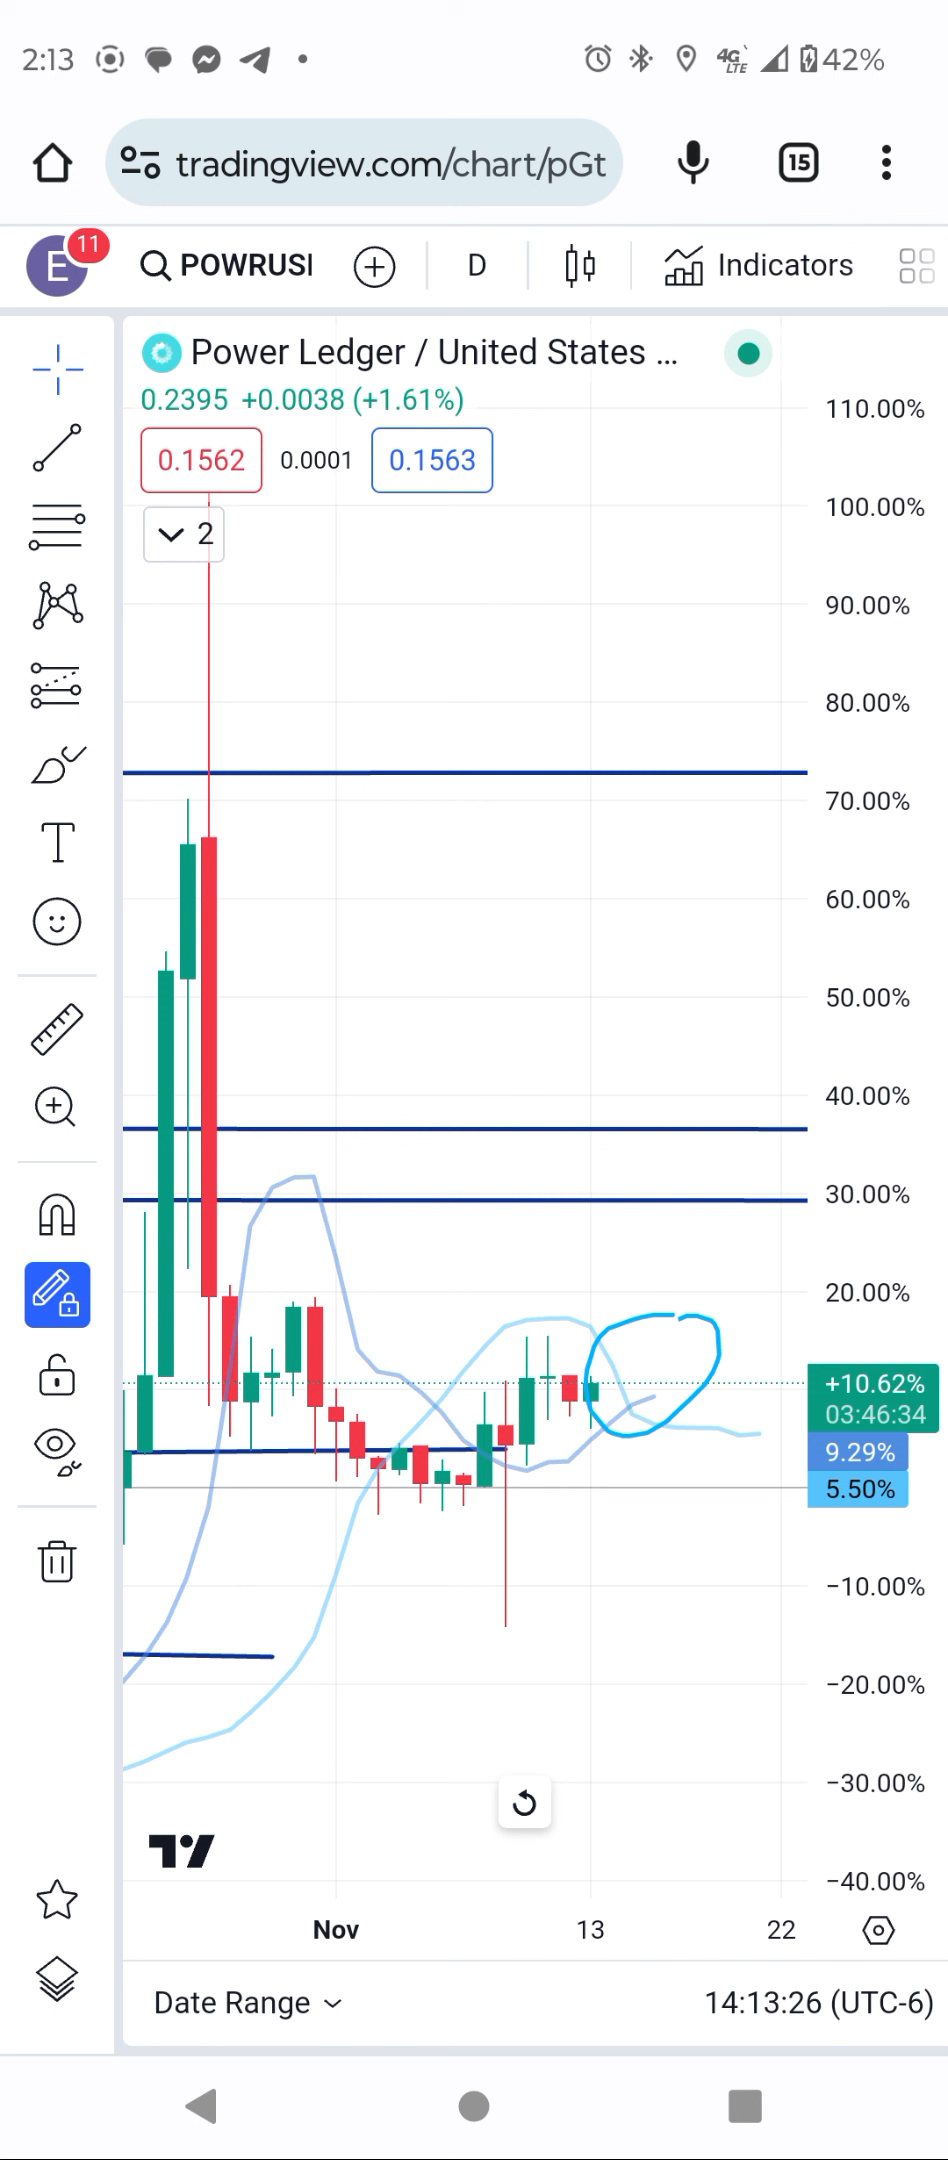 2:13
4G LTE
42%
tradingview.com/chart/pGt
15
E
11
POWRUSI
D
Indicators
Power Ledger / United States ...
0.2395 +0.0038 (+1.61%)
0.1562
0.0001
0.1563
2
110.00%
100.00%
90.00%
80.00%
70.00%
60.00%
50.00%
40.00%
30.00%
20.00%
+10.62%
03:46:34
9.29%
5.50%
−10.00%
−20.00%
−30.00%
−40.00%
Nov
13
22
Date Range
14:13:26 (UTC-6)